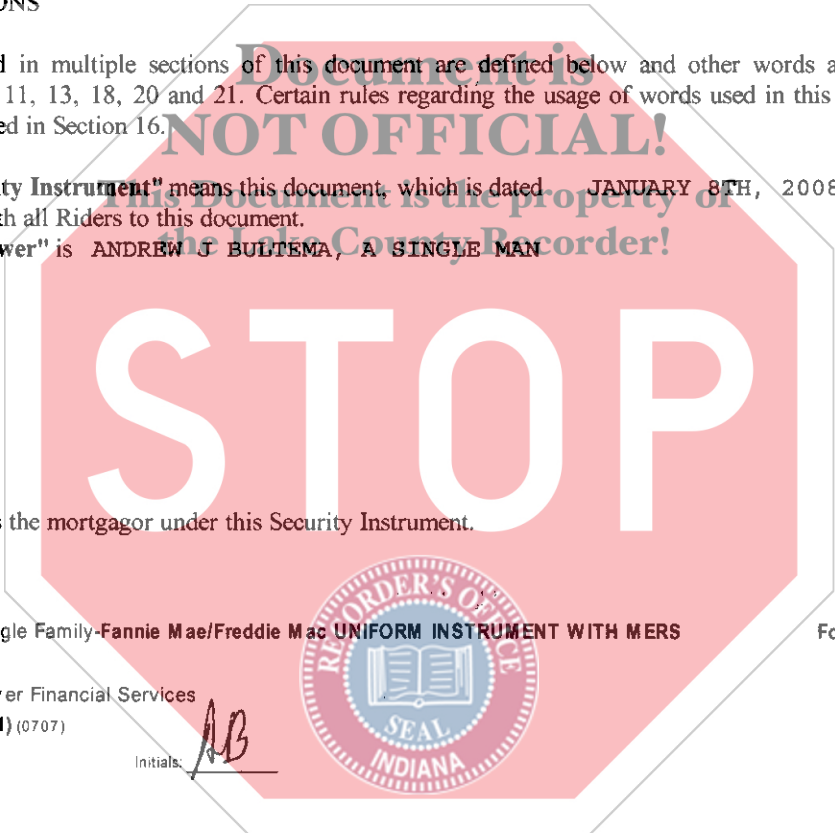 ONS
d in multiple sections of this document are defined below and other words a
11, 13, 18, 20 and 21. Certain rules regarding the usage of words used in this
ed in Section 16.
Document is
NOT OFFICIAL!
This Document is the property of
the Lake County Recorder!
ty Instrument" means this document, which is dated JANUARY 8TH, 2008
th all Riders to this document.
wer" is ANDREW J BULTEMA, A SINGLE MAN
STOP
s the mortgagor under this Security Instrument.
gle Family-Fannie Mae/Freddie Mac UNIFORM INSTRUMENT WITH MERS Fo
er Financial Services
) (0707)
Initials: AB
RECORDER'S OFFICE
SEAL
INDIANA